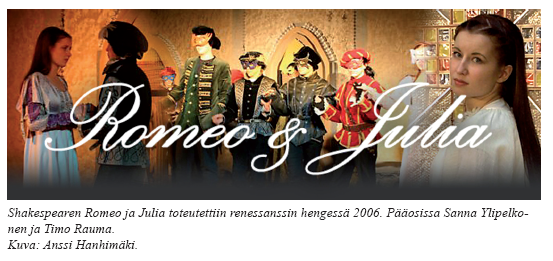 Romeo & Julia
Shakespearen Romeo ja Julia toteutettiin renessanssin hengessä 2006. Pääosissa Sanna Ylipelko-
nen ja Timo Rauma.
Kuva: Anssi Hanhimäki.